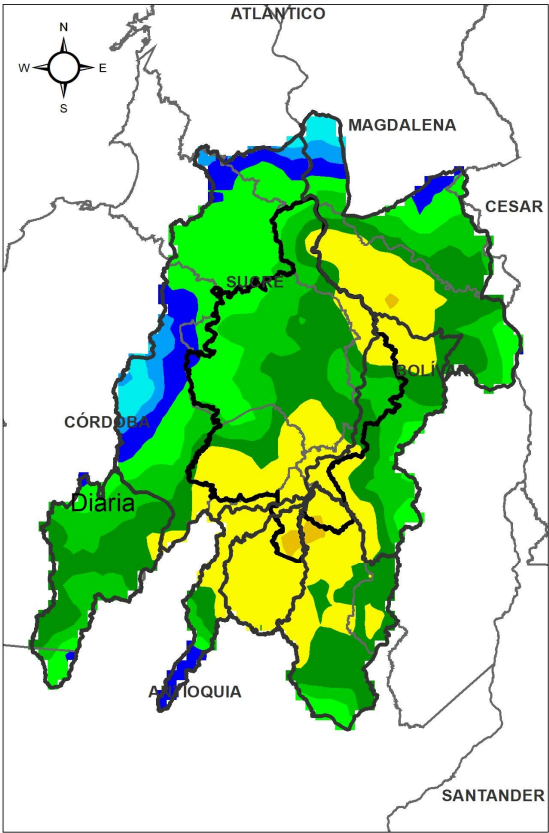 ATLÁNTICO
N
W E
S
MAGDALENA
CESAR
SUCRE
BOLÍVAR
CÓRDOBA
Diaria
ANTIOQUIA
SANTANDER